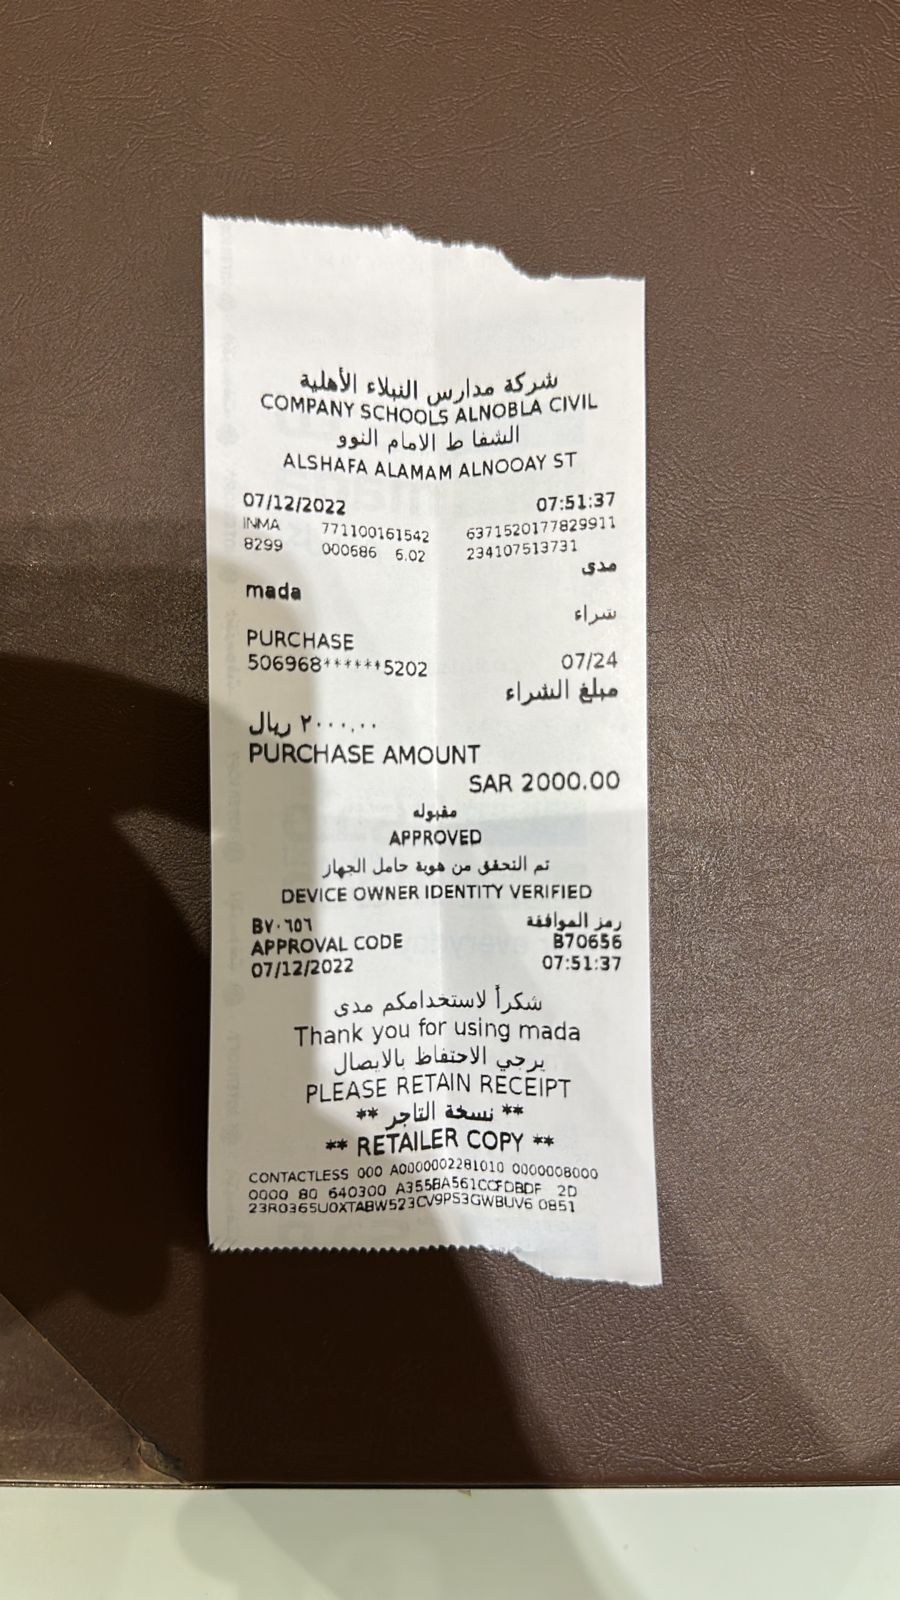 شركة مدارس النبلاء الأهلية
COMPANY SCHOOLS ALNOBLA CIVIL
الشفا ط الامام النوو
ALSHAFA ALAMAM ALNOOAY ST
07/12/2022 07:51:37
INMA 771100161542 6371520177829911
8299 000686 6.02 234107513731
مدى
mada
شراء
PURCHASE
506968******5202 07/24
مبلغ الشراء
٢٠٠٠,٠٠ ريال
PURCHASE AMOUNT
SAR 2000.00
مقبوله
APPROVED
تم التحقق من هوية حامل الجهاز
DEVICE OWNER IDENTITY VERIFIED
رمز الموافقة B٧٠٦٥٦
APPROVAL CODE B70656
07/12/2022 07:51:37
شكراً لاستخدامكم مدى
Thank you for using mada
يرجي الاحتفاظ بالايصال
PLEASE RETAIN RECEIPT
** نسخة التاجر **
** RETAILER COPY **
CONTACTLESS 000 A0000002281010 0000008000
0000 80 640300 A355BA561CCFDBDF 2D
23R0365U0XTABW523CV9PS3GWBUV6 0851